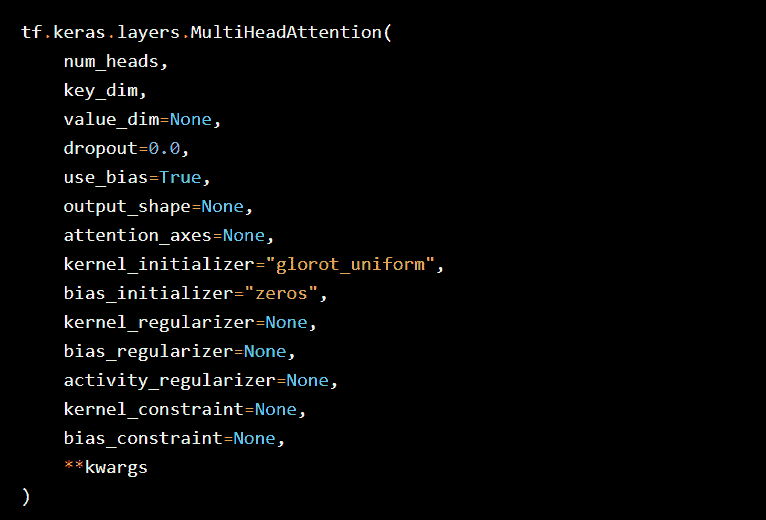 tf.keras.layers.MultiHeadAttention(
    num_heads,
    key_dim,
    value_dim=None,
    dropout=0.0,
    use_bias=True,
    output_shape=None,
    attention_axes=None,
    kernel_initializer="glorot_uniform",
    bias_initializer="zeros",
    kernel_regularizer=None,
    bias_regularizer=None,
    activity_regularizer=None,
    kernel_constraint=None,
    bias_constraint=None,
    **kwargs
)